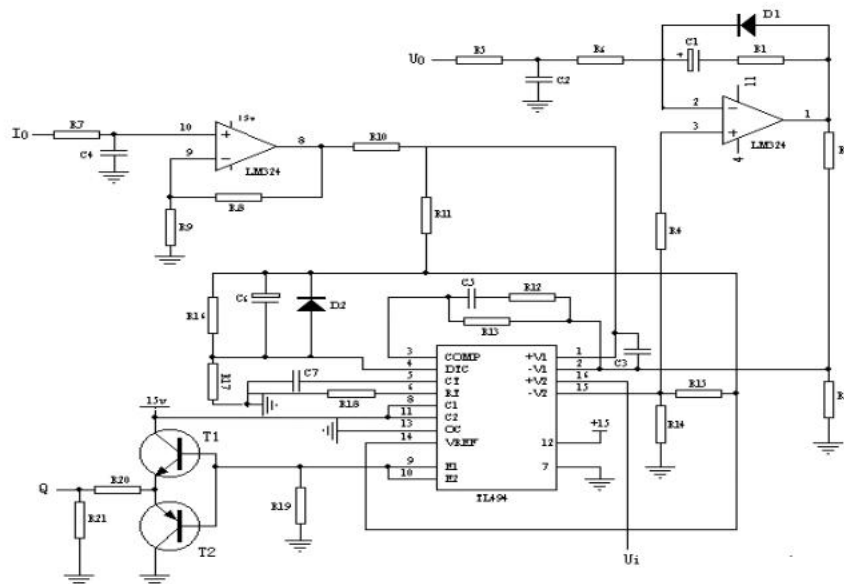 D1
U0
R5
R6
C1
+
R1
C2
11
2
−
1
3
+
LM324
4
15v
I0
R7
10
+
8
R10
C4
9
−
LM324
R8
R9
R11
R4
C5
R12
R16
C6
D2
R13
3
COMP
+V1
1
C3
4
DTC
-V1
2
R17
C7
5
CT
+V2
16
6
RT
-V2
15
R15
R18
8
C1
15v
11
C2
+15
R14
13
OC
T1
14
VREF
12
9
E1
7
10
E2
Q
R20
R19
TL494
R21
T2
Ui